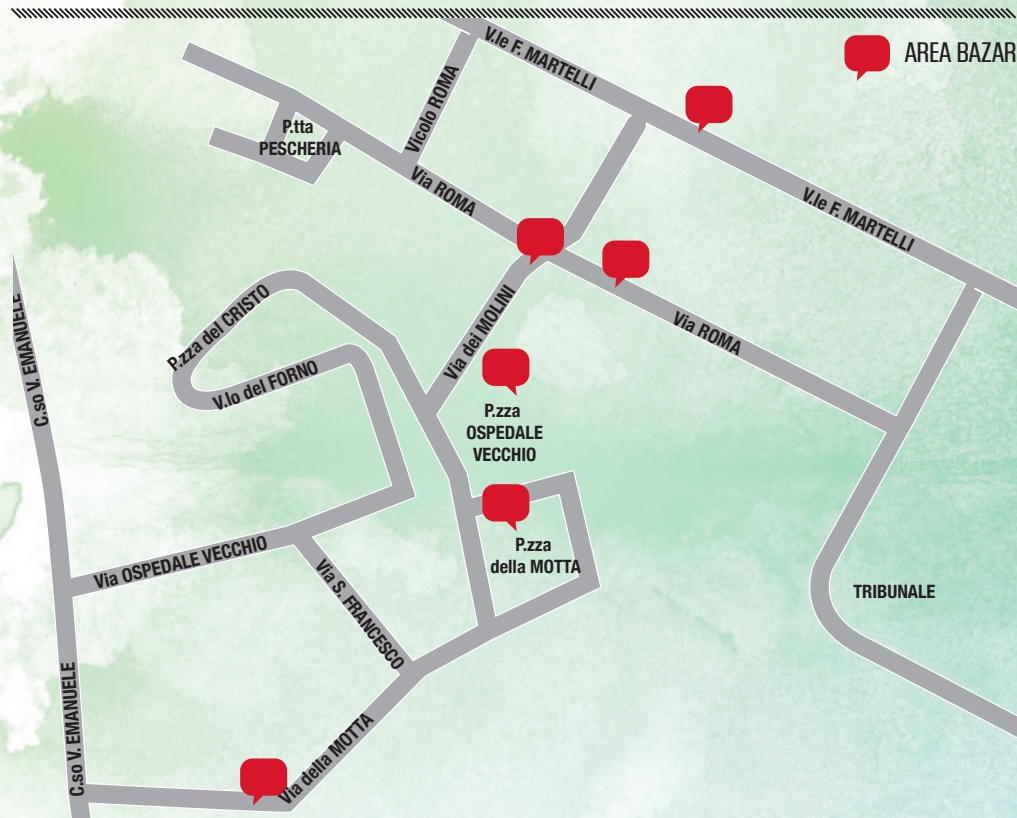 V.le F. MARTELLI
AREA BAZAR
Vicolo ROMA
P.tta
PESCHERIA
Via ROMA
V.le F. MARTELLI
Via ROMA
Via dei MOLINI
P.zza del CRISTO
V.lo del FORNO
C.so V. EMANUELE
P.zza
OSPEDALE
VECCHIO
P.zza
della MOTTA
Via OSPEDALE VECCHIO
Via S. FRANCESCO
TRIBUNALE
C.so V. EMANUELE
Via della MOTTA